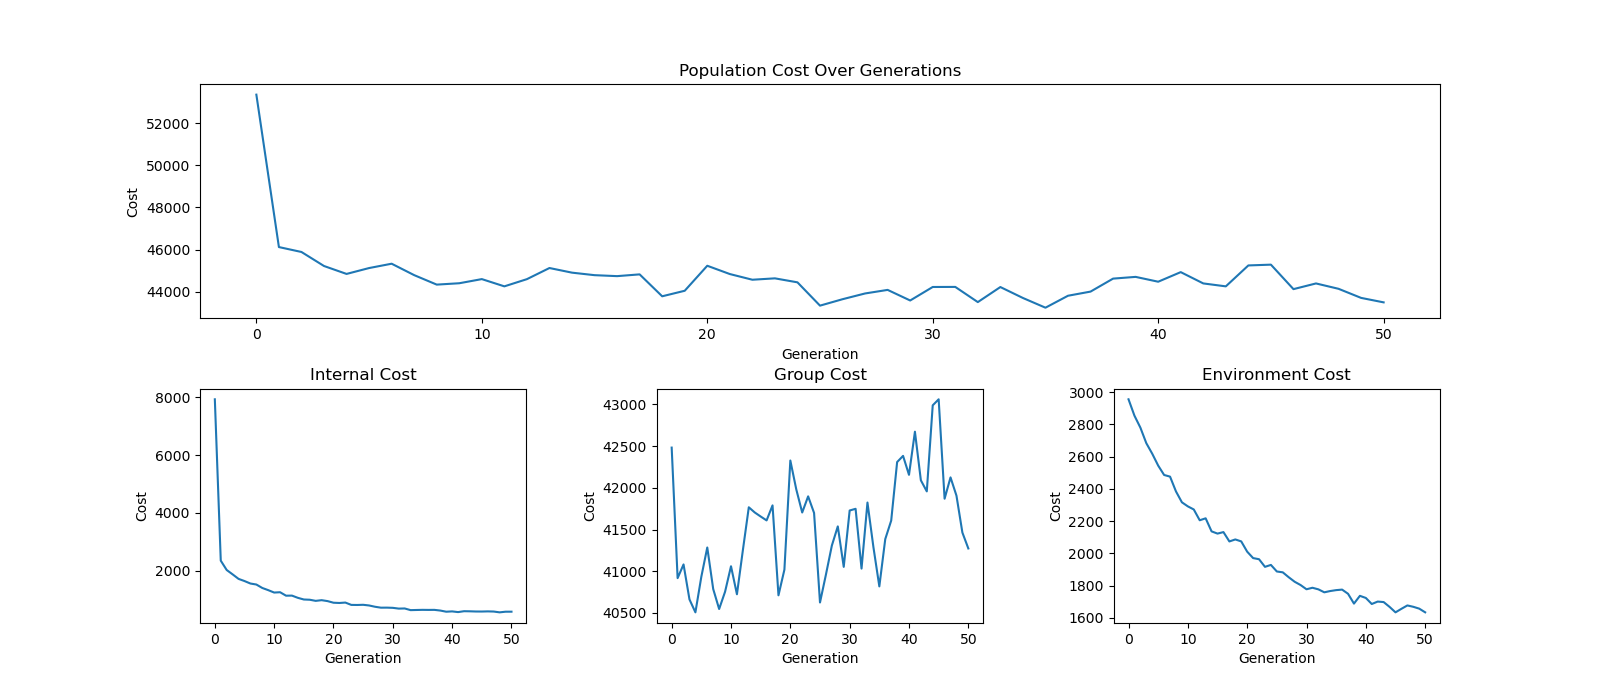 Population Cost Over Generations
52000
50000
48000
46000
44000
Cost
0 10 20 30 40 50
Generation
Internal Cost
8000
6000
4000
2000
Cost
0 10 20 30 40 50
Generation
Group Cost
43000
42500
42000
41500
41000
40500
Cost
0 10 20 30 40 50
Generation
Environment Cost
3000
2800
2600
2400
2200
2000
1800
1600
Cost
0 10 20 30 40 50
Generation